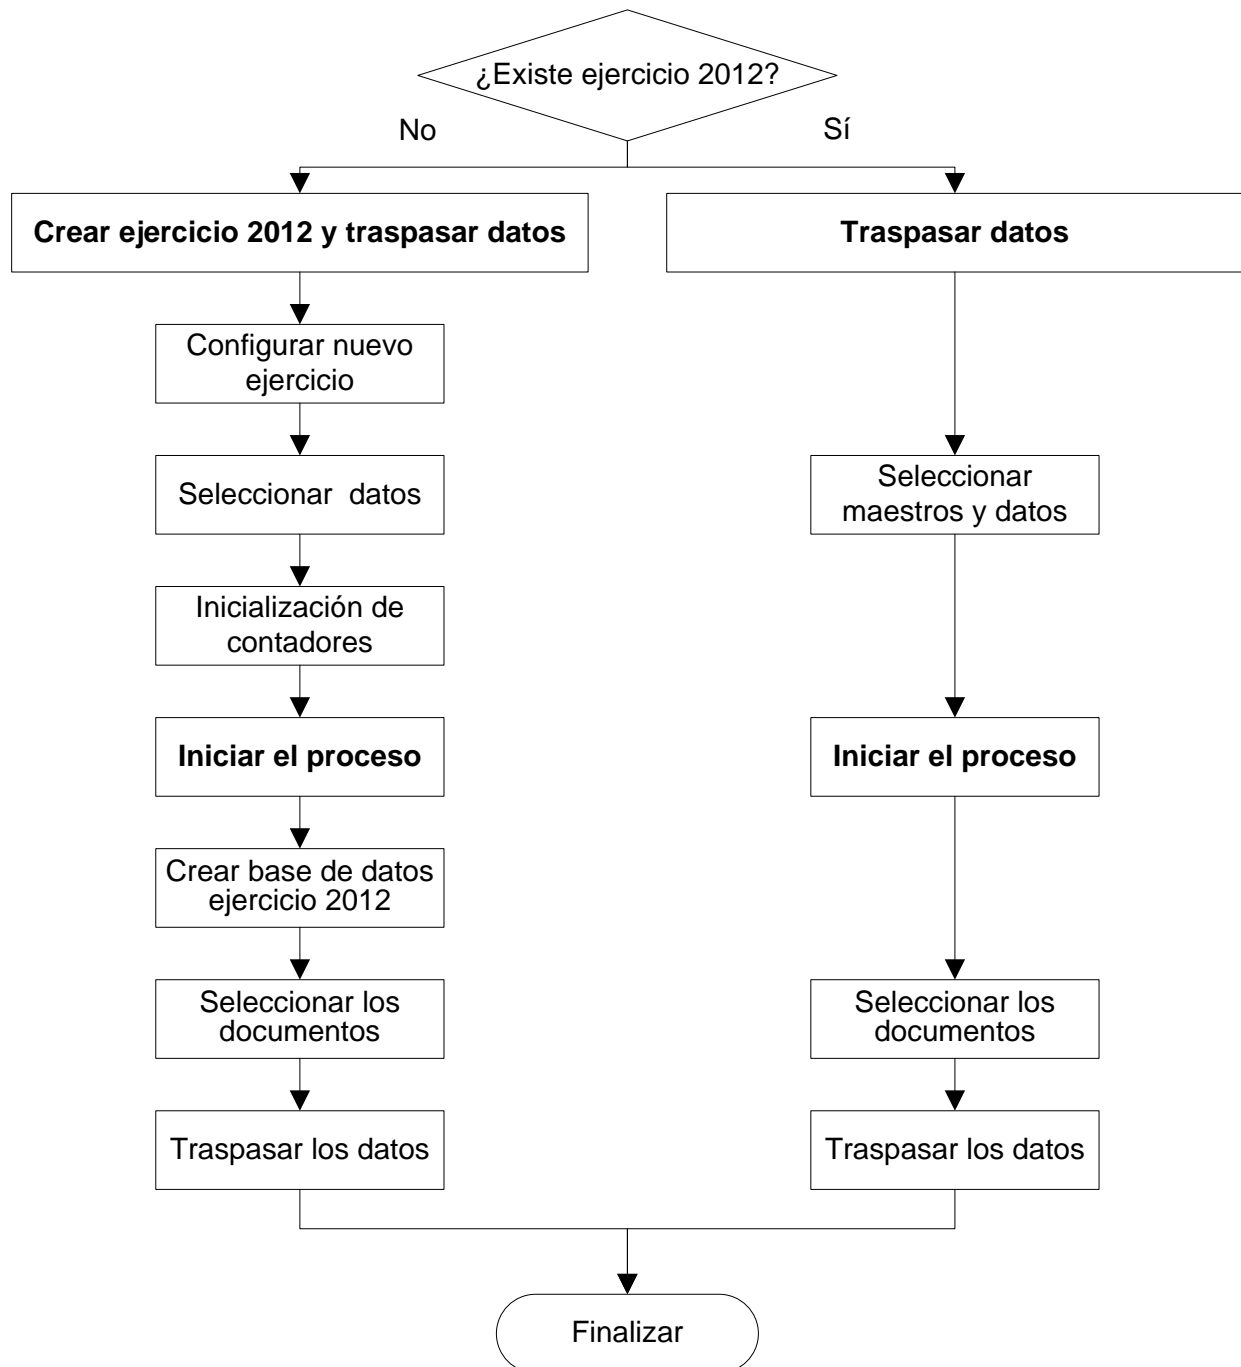 ¿Existe ejercicio 2012?
No
Sí
Crear ejercicio 2012 y traspasar datos
Traspasar datos
Configurar nuevo
ejercicio
Seleccionar  datos
Seleccionar
maestros y datos
Inicialización de
contadores
Iniciar el proceso
Iniciar el proceso
Crear base de datos
ejercicio 2012
Seleccionar los
documentos
Seleccionar los
documentos
Traspasar los datos
Traspasar los datos
Finalizar